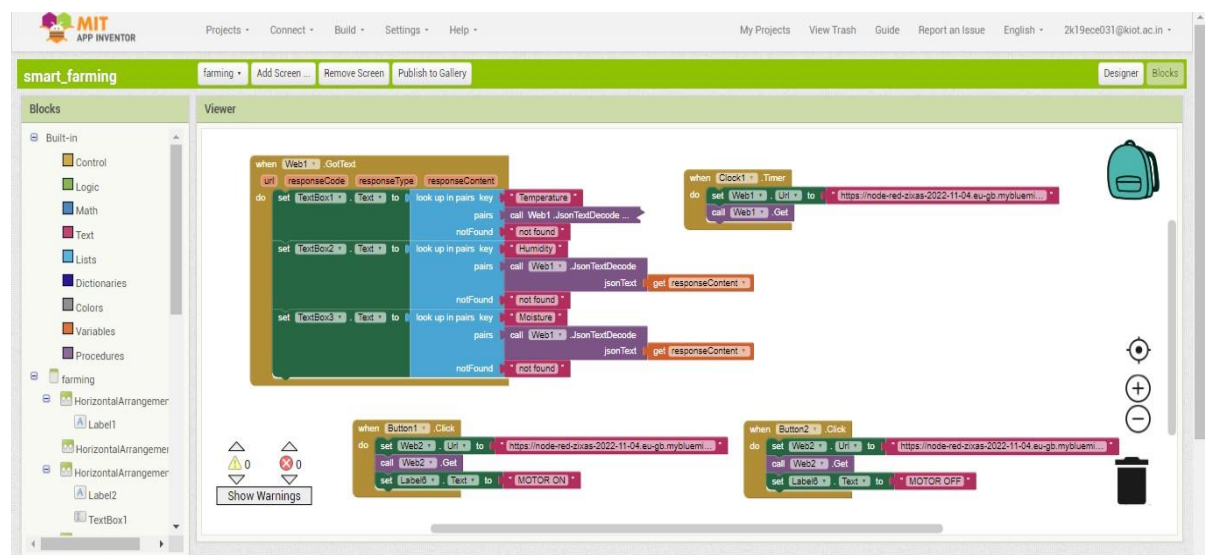 MIT
APP INVENTOR
Projects Connect Build Settings Help My Projects View Trash Guide Report an Issue English 2k19ece031@kiot.ac.in
smart_farming farming Add Screen ... Remove Screen Publish to Gallery Designer Blocks
Blocks Viewer
Built-in
Control
Logic
Math
Text
Lists
Dictionaries
Colors
Variables
Procedures
farming
HorizontalArrangemer
Label1
HorizontalArrangemer
HorizontalArrangemer
Label2
TextBox1
when Web1 .GotText
url responseCode responseType responseContent
do set TextBox1 . Text to look up in pairs key " Temperature "
pairs call Web1 .JsonTextDecode ...
notFound " not found "
set TextBox2 . Text to look up in pairs key " Humidity "
pairs call Web1 .JsonTextDecode
jsonText get responseContent
notFound " not found "
set TextBox3 . Text to look up in pairs key " Moisture "
pairs call Web1 .JsonTextDecode
jsonText get responseContent
notFound " not found "
when Clock1 .Timer
do set Web1 . Url to " https://node-red-zixas-2022-11-04.eu-gb.mybluemi... "
call Web1 .Get
when Button1 .Click
do set Web2 . Url to " https://node-red-zixas-2022-11-04.eu-gb.mybluemi... "
call Web2 .Get
set Label6 . Text to " MOTOR ON "
when Button2 .Click
do set Web2 . Url to " https://node-red-zixas-2022-11-04.eu-gb.mybluemi... "
call Web2 .Get
set Label6 . Text to " MOTOR OFF "
0 0
Show Warnings